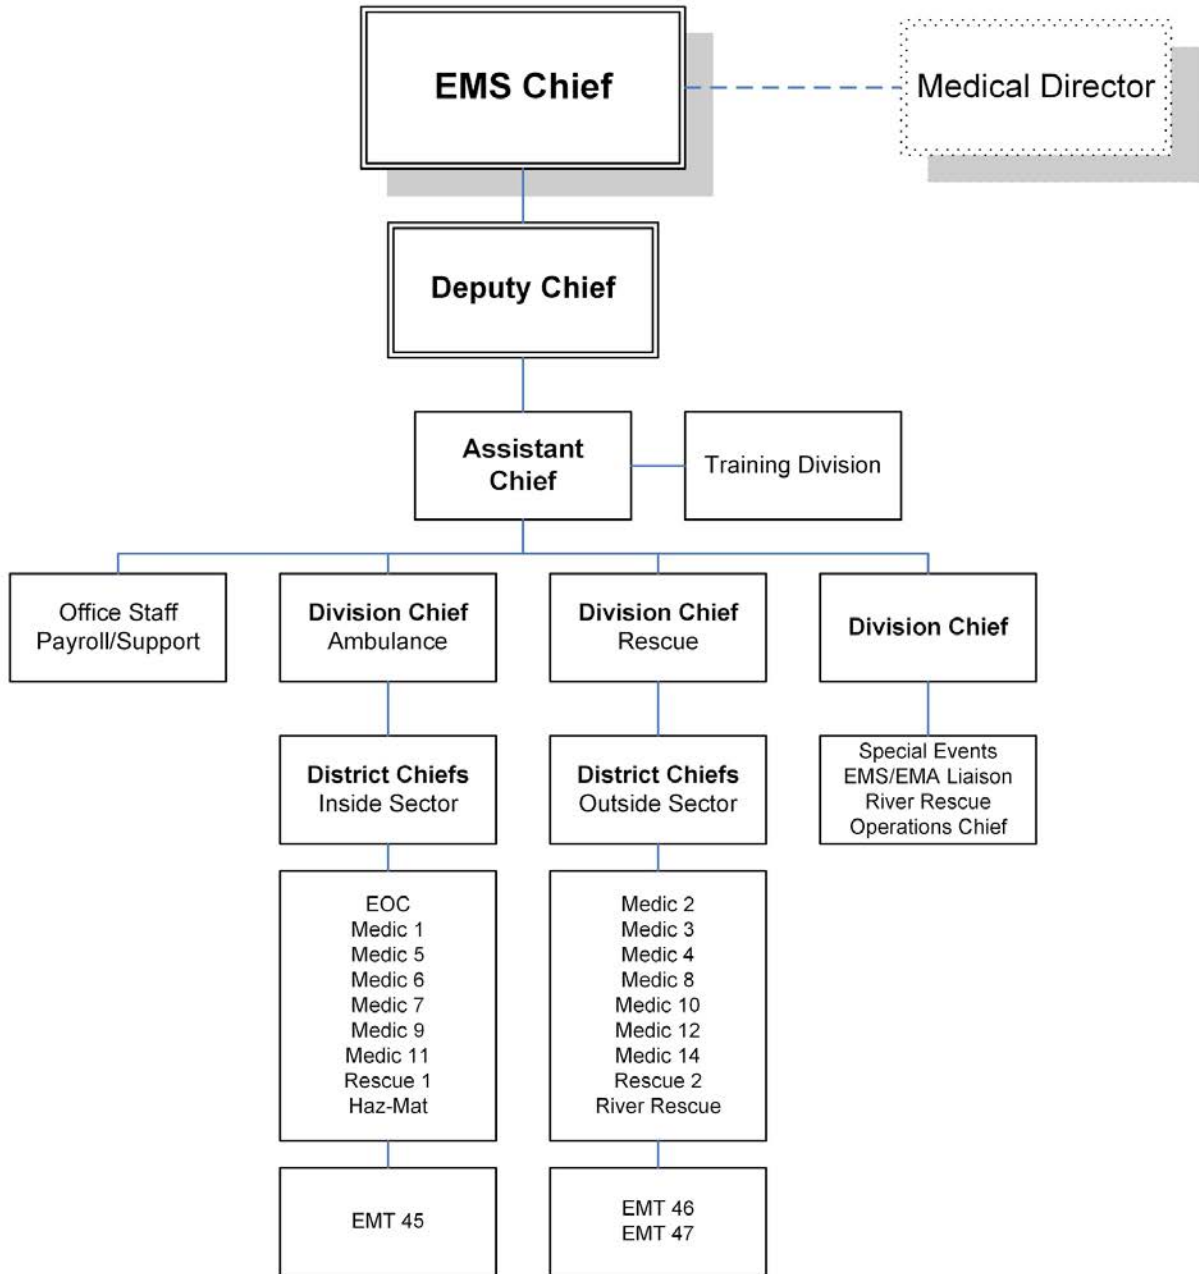 EMS Chief
Medical Director
Deputy Chief
Assistant
Chief
Training Division
Office Staff
Payroll/Support
Division Chief
Ambulance
Division Chief
Rescue
Division Chief
District Chiefs
Inside Sector
District Chiefs
Outside Sector
Special Events
EMS/EMA Liaison
River Rescue
Operations Chief
EOC
Medic 1
Medic 5
Medic 6
Medic 7
Medic 9
Medic 11
Rescue 1
Haz-Mat
Medic 2
Medic 3
Medic 4
Medic 8
Medic 10
Medic 12
Medic 14
Rescue 2
River Rescue
EMT 45
EMT 46
EMT 47